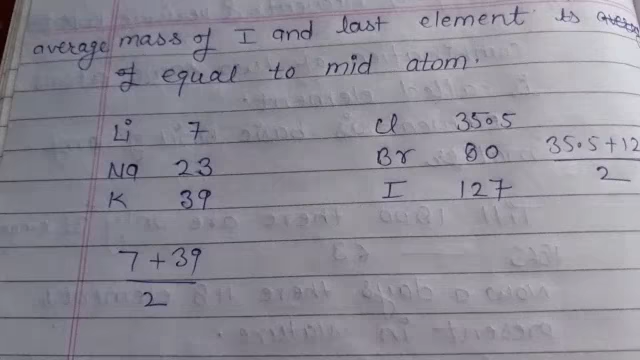 average mass of I and last element is
of equal to mid atom.
Li 7 Cl 35.5
Na 23 Br 80 35.5+12
2
K 39 I 127
7+39
2